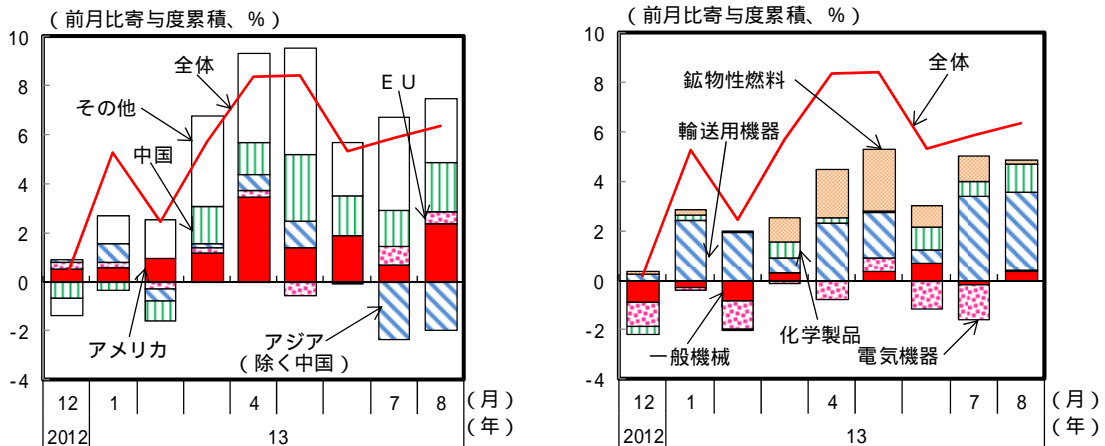 （前月比寄与度累積、％）
10
8
6
4
2
0
-2
-4
全体
ＥＵ
その他
中国
アメリカ
アジア
（除く中国）
12
1
4
7
8
（月）
2012
13
（年）
（前月比寄与度累積、％）
10
8
6
4
2
0
-2
-4
全体
鉱物性燃料
輸送用機器
化学製品
一般機械
電気機器
12
1
4
7
8
（月）
2012
13
（年）